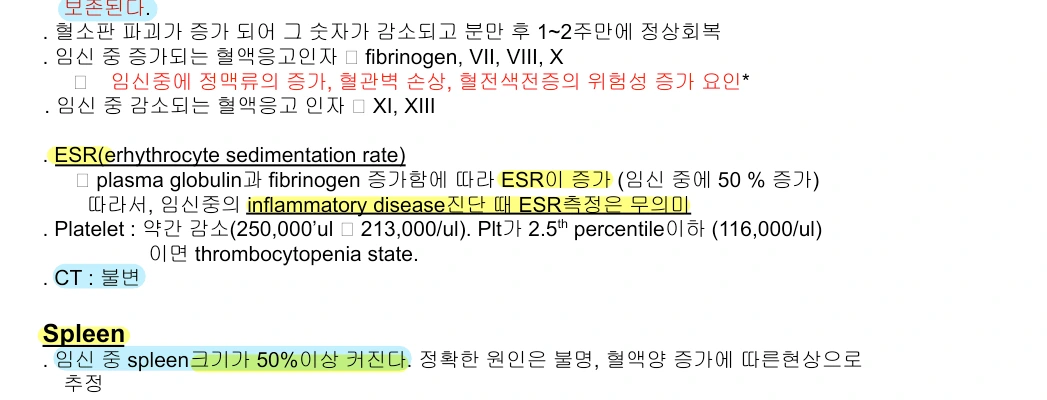 보존된다.
. 혈소판 파괴가 증가 되어 그 숫자가 감소되고 분만 후 1~2주만에 정상회복
. 임신 중 증가되는 혈액응고인자 □ fibrinogen, VII, VIII, X
□ 임신중에 정맥류의 증가, 혈관벽 손상, 혈전색전증의 위험성 증가 요인*
. 임신 중 감소되는 혈액응고 인자 □ XI, XIII
. ESR(erhythrocyte sedimentation rate)
□ plasma globulin과 fibrinogen 증가함에 따라 ESR이 증가 (임신 중에 50 % 증가)
따라서, 임신중의 inflammatory disease진단 때 ESR측정은 무의미
. Platelet : 약간 감소(250,000’ul □ 213,000/ul). Plt가 2.5th percentile이하 (116,000/ul)
이면 thrombocytopenia state.
. CT : 불변
Spleen
. 임신 중 spleen크기가 50%이상 커진다. 정확한 원인은 불명, 혈액양 증가에 따른현상으로
추정